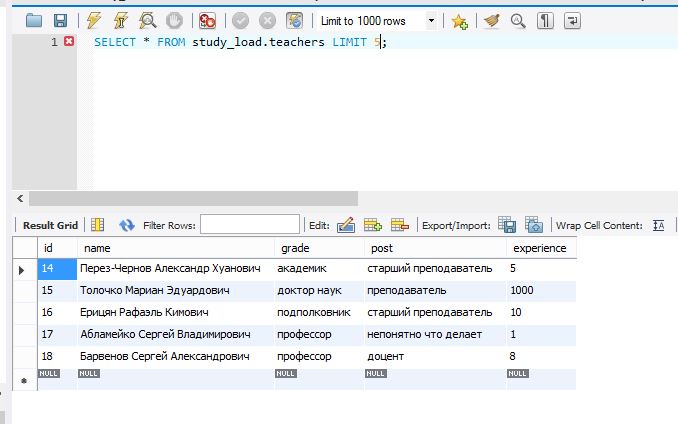 Limit to 1000 rows
1 SELECT * FROM study_load.teachers LIMIT 5;
Result Grid Filter Rows: Edit: Export/Import: Wrap Cell Content: IA
id name grade post experience
14 Перез-Чернов Александр Хуанович академик старший преподаватель 5
15 Толочко Мариан Эдуардович доктор наук преподаватель 1000
16 Ерицян Рафаэль Кимович подполковник старший преподаватель 10
17 Абламейко Сергей Владимирович профессор непонятно что делает 1
18 Барвенов Сергей Александрович профессор доцент 8
NULL NULL NULL NULL NULL